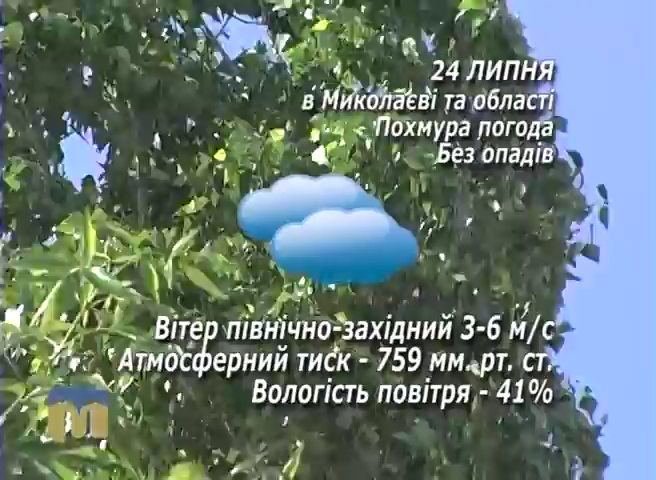 24 ЛИПНЯ
в Миколаєві та області
Похмура погода
Без опадів
Вітер північно-західний 3-6 м/с
Атмосферний тиск - 759 мм. рт. ст.
Вологість повітря - 41%
m